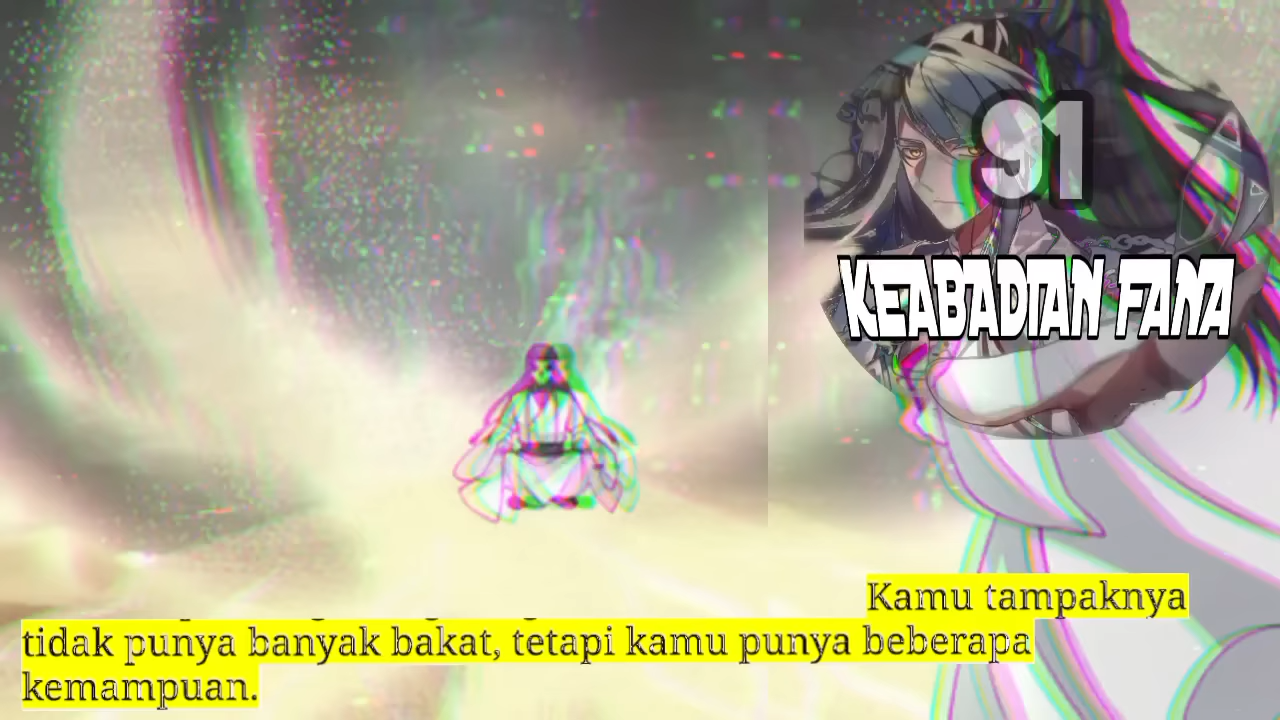 91
KEABADIAN FANA
Kamu tampaknya
tidak punya banyak bakat, tetapi kamu punya beberapa
kemampuan.